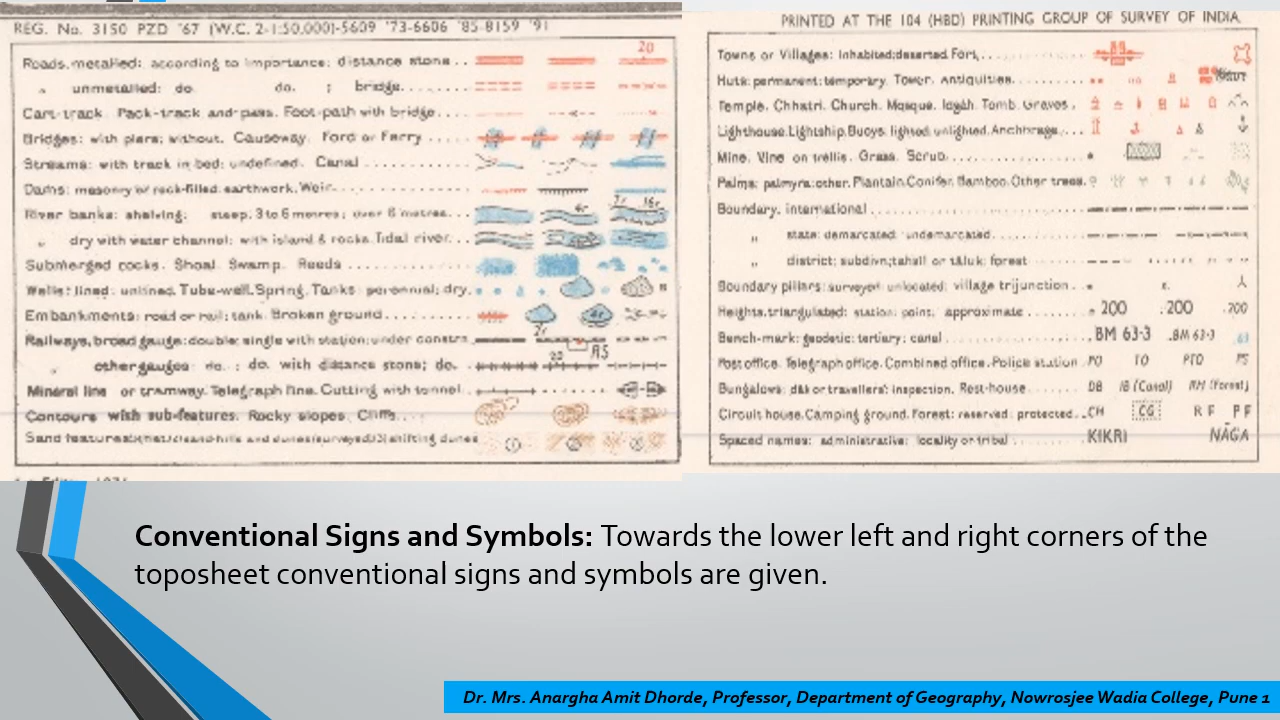 REG. No. 3150 PZD '67 (W.C. 2-1:50,000)-5609 '73-6606 '85-8159 '91
Roads, metalled: according to importance: distance stone
20
" unmetalled: do. do. : bridge
Cart-track. Pack-track and pass. Foot-path with bridge
Bridges: with piers; without. Causeway. Ford or Ferry
Streams: with track in bed; undefined. Canal
Dams: masonry or rock-filled; earthwork. Weir
River banks: shelving; steep, 3 to 6 metres; over 6 metres
" dry with water channel; with island & rocks. Tidal river
Submerged rocks. Shoal. Swamp. Reeds
Wells: lined; unlined. Tube-well. Spring. Tanks: perennial; dry
Embankments: road or rail; tank. Broken ground
Railways, broad gauge: double; single with station; under constrn.
RS
other gauges: do. : do. with distance stone; do.
Mineral line or tramway. Telegraph line. Cutting with tunnel
Contours with sub-features. Rocky slopes. Cliffs
Sand features: shifting dunes
1 2 3
PRINTED AT THE 104 (HBD) PRINTING GROUP OF SURVEY OF INDIA
Towns or Villages: inhabited; deserted. Fort
Huts: permanent; temporary. Tower. Antiquities
Temple. Chhatri. Church. Mosque. Idgah. Tomb. Graves
Lighthouse. Lightship. Buoys: lighted; unlighted. Anchorage
Mine. Vine on trellis. Grass. Scrub
Palms: palmyra; other. Plantain. Conifer. Bamboo. Other trees
Boundary, international
" state: demarcated; undemarcated
" district; subdivn; tahsil or taluk; forest
Boundary pillars: surveyed; unlocated; village trijunction
Heights, triangulated: station; point; approximate 200 .200 .200
Bench-mark: geodetic; tertiary; canal BM 63·3 .BM 63·3 .63
Post office. Telegraph office. Combined office. Police station PO TO PTO PS
Bungalows: dak or travellers'; inspection. Rest-house DB IB (Canal) RH (Forest)
Circuit house. Camping ground. Forest: reserved; protected CH CG RF PF
Spaced names: administrative; locality or tribal KIKRI NĀGA
Conventional Signs and Symbols: Towards the lower left and right corners of the
toposheet conventional signs and symbols are given.
Dr. Mrs. Anargha Amit Dhorde, Professor, Department of Geography, Nowrosjee Wadia College, Pune 1